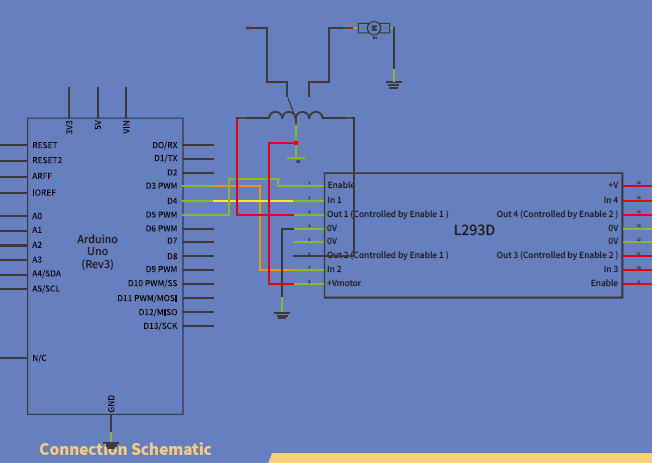 M
3V3
5V
VIN
RESET
RESET2
ARFF
IOREF
A0
A1
A2
A3
A4/SDA
A5/SCL
N/C
Arduino
Uno
(Rev3)
D0/RX
D1/TX
D2
D3 PWM
D4
D5 PWM
D6 PWM
D7
D8
D9 PWM
D10 PWM/SS
D11 PWM/MOSI
D12/MISO
D13/SCK
GND
Enable
In 1
Out 1 (Controlled by Enable 1 )
0V
0V
Out 2 (Controlled by Enable 1 )
In 2
+Vmotor
L293D
+V
In 4
Out 4 (Controlled by Enable 2 )
0V
0V
Out 3 (Controlled by Enable 2 )
In 3
Enable
Connection Schematic